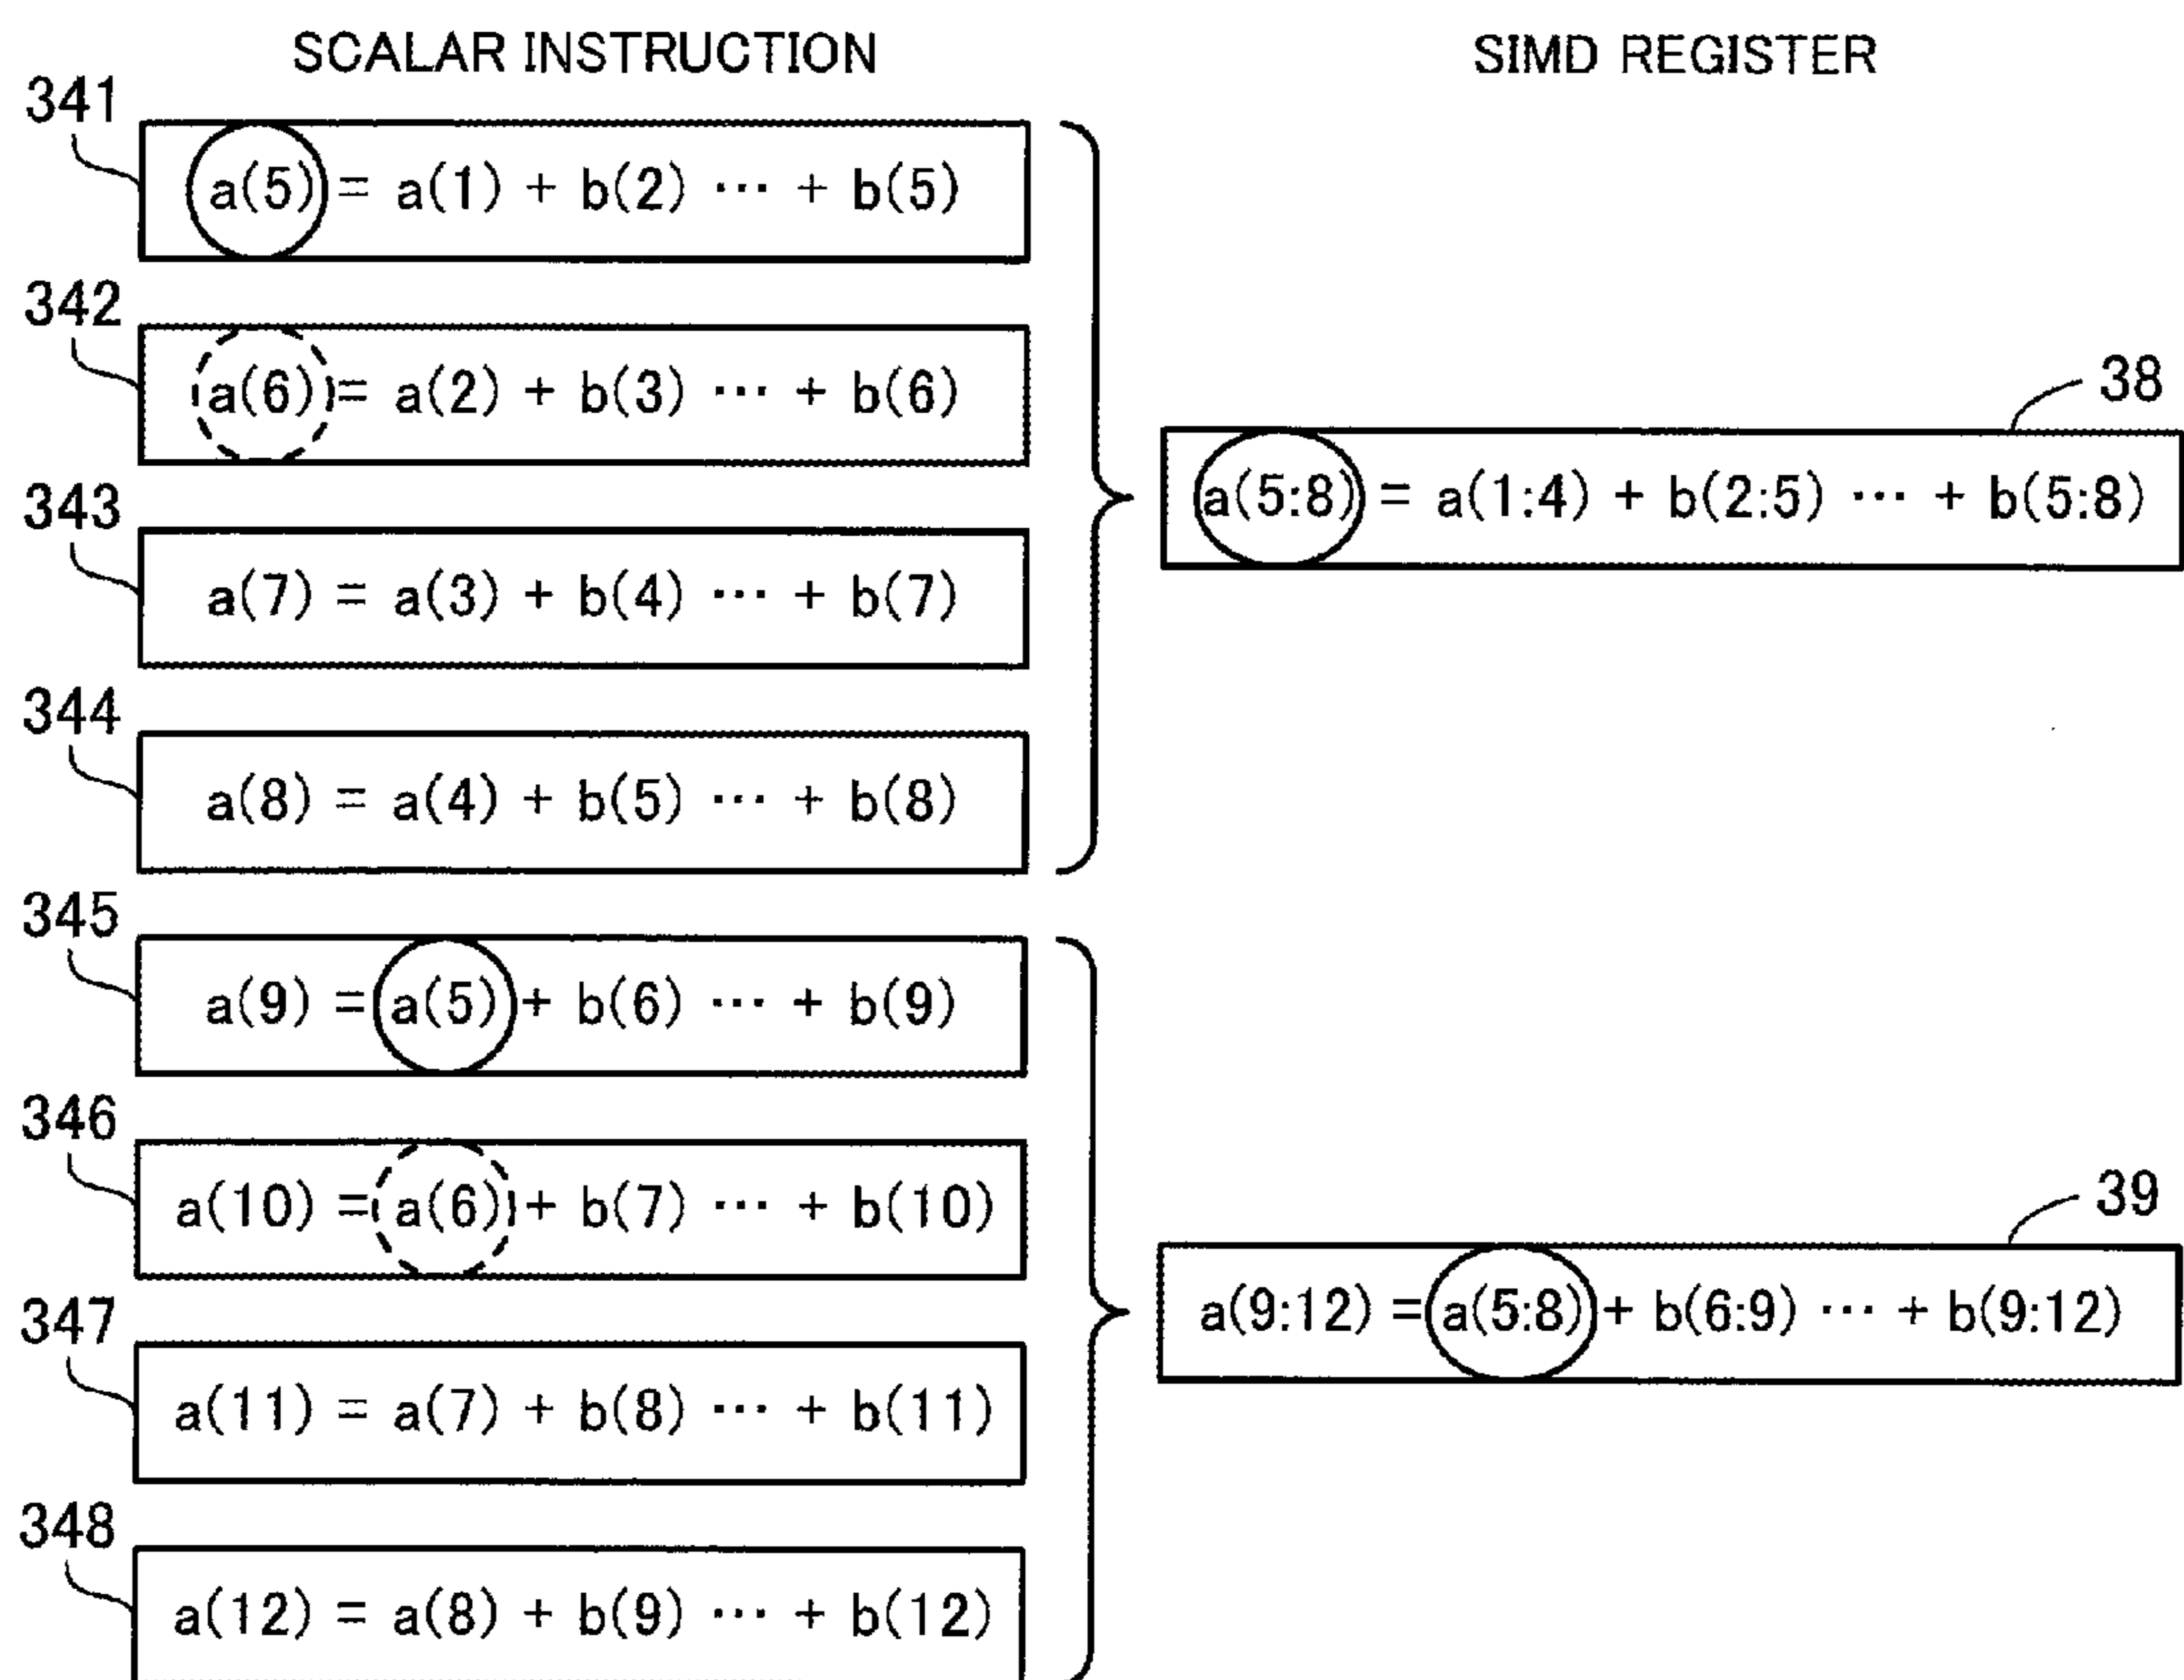 SCALAR INSTRUCTION
SIMD REGISTER
341
a(5) = a(1) + b(2) ··· + b(5)
342
a(6) = a(2) + b(3) ··· + b(6)
343
a(7) = a(3) + b(4) ··· + b(7)
344
a(8) = a(4) + b(5) ··· + b(8)
38
a(5:8) = a(1:4) + b(2:5) ··· + b(5:8)
345
a(9) = a(5) + b(6) ··· + b(9)
346
a(10) = a(6) + b(7) ··· + b(10)
347
a(11) = a(7) + b(8) ··· + b(11)
348
a(12) = a(8) + b(9) ··· + b(12)
39
a(9:12) = a(5:8) + b(6:9) ··· + b(9:12)